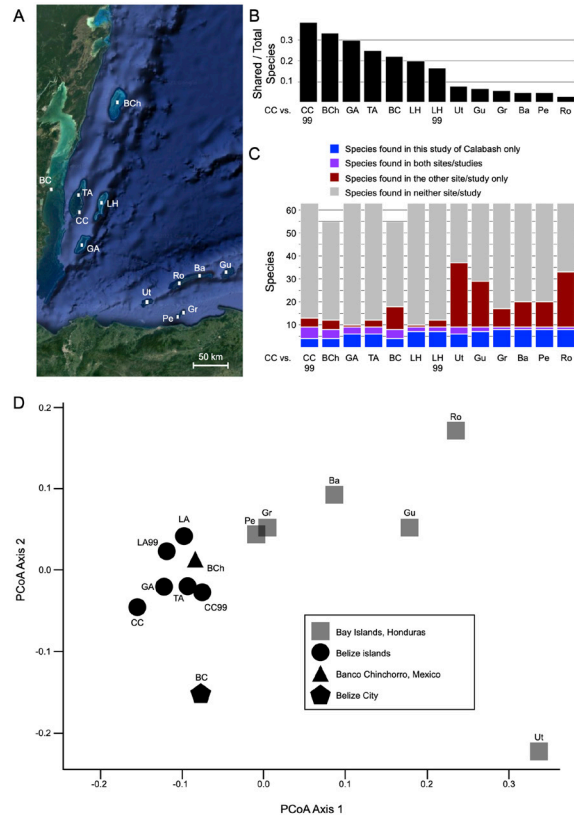 A
BCh
BC
TA
LH
CC
GA
Gu
Ba
Ro
Ut
Gr
Pe
50 km
B
Shared / Total
Species
0.3
0.2
0.1
CC vs. CC BCh GA TA BC LH LH Ut Gu Gr Ba Pe Ro
99 99
C
Species found in this study of Calabash only
Species found in both sites/studies
Species found in the other site/study only
Species found in neither site/study
Species
60
50
40
30
20
10
CC vs. CC BCh GA TA BC LH LH Ut Gu Gr Ba Pe Ro
99 99
D
PCoA Axis 2
0.2
0.1
0.0
-0.1
-0.2
Ro
Ba
Pe Gr
Gu
LA
LA99
BCh
GA
TA
CC99
CC
BC
Ut
Bay Islands, Honduras
Belize islands
Banco Chinchorro, Mexico
Belize City
-0.2 -0.1 0.0 0.1 0.2 0.3
PCoA Axis 1